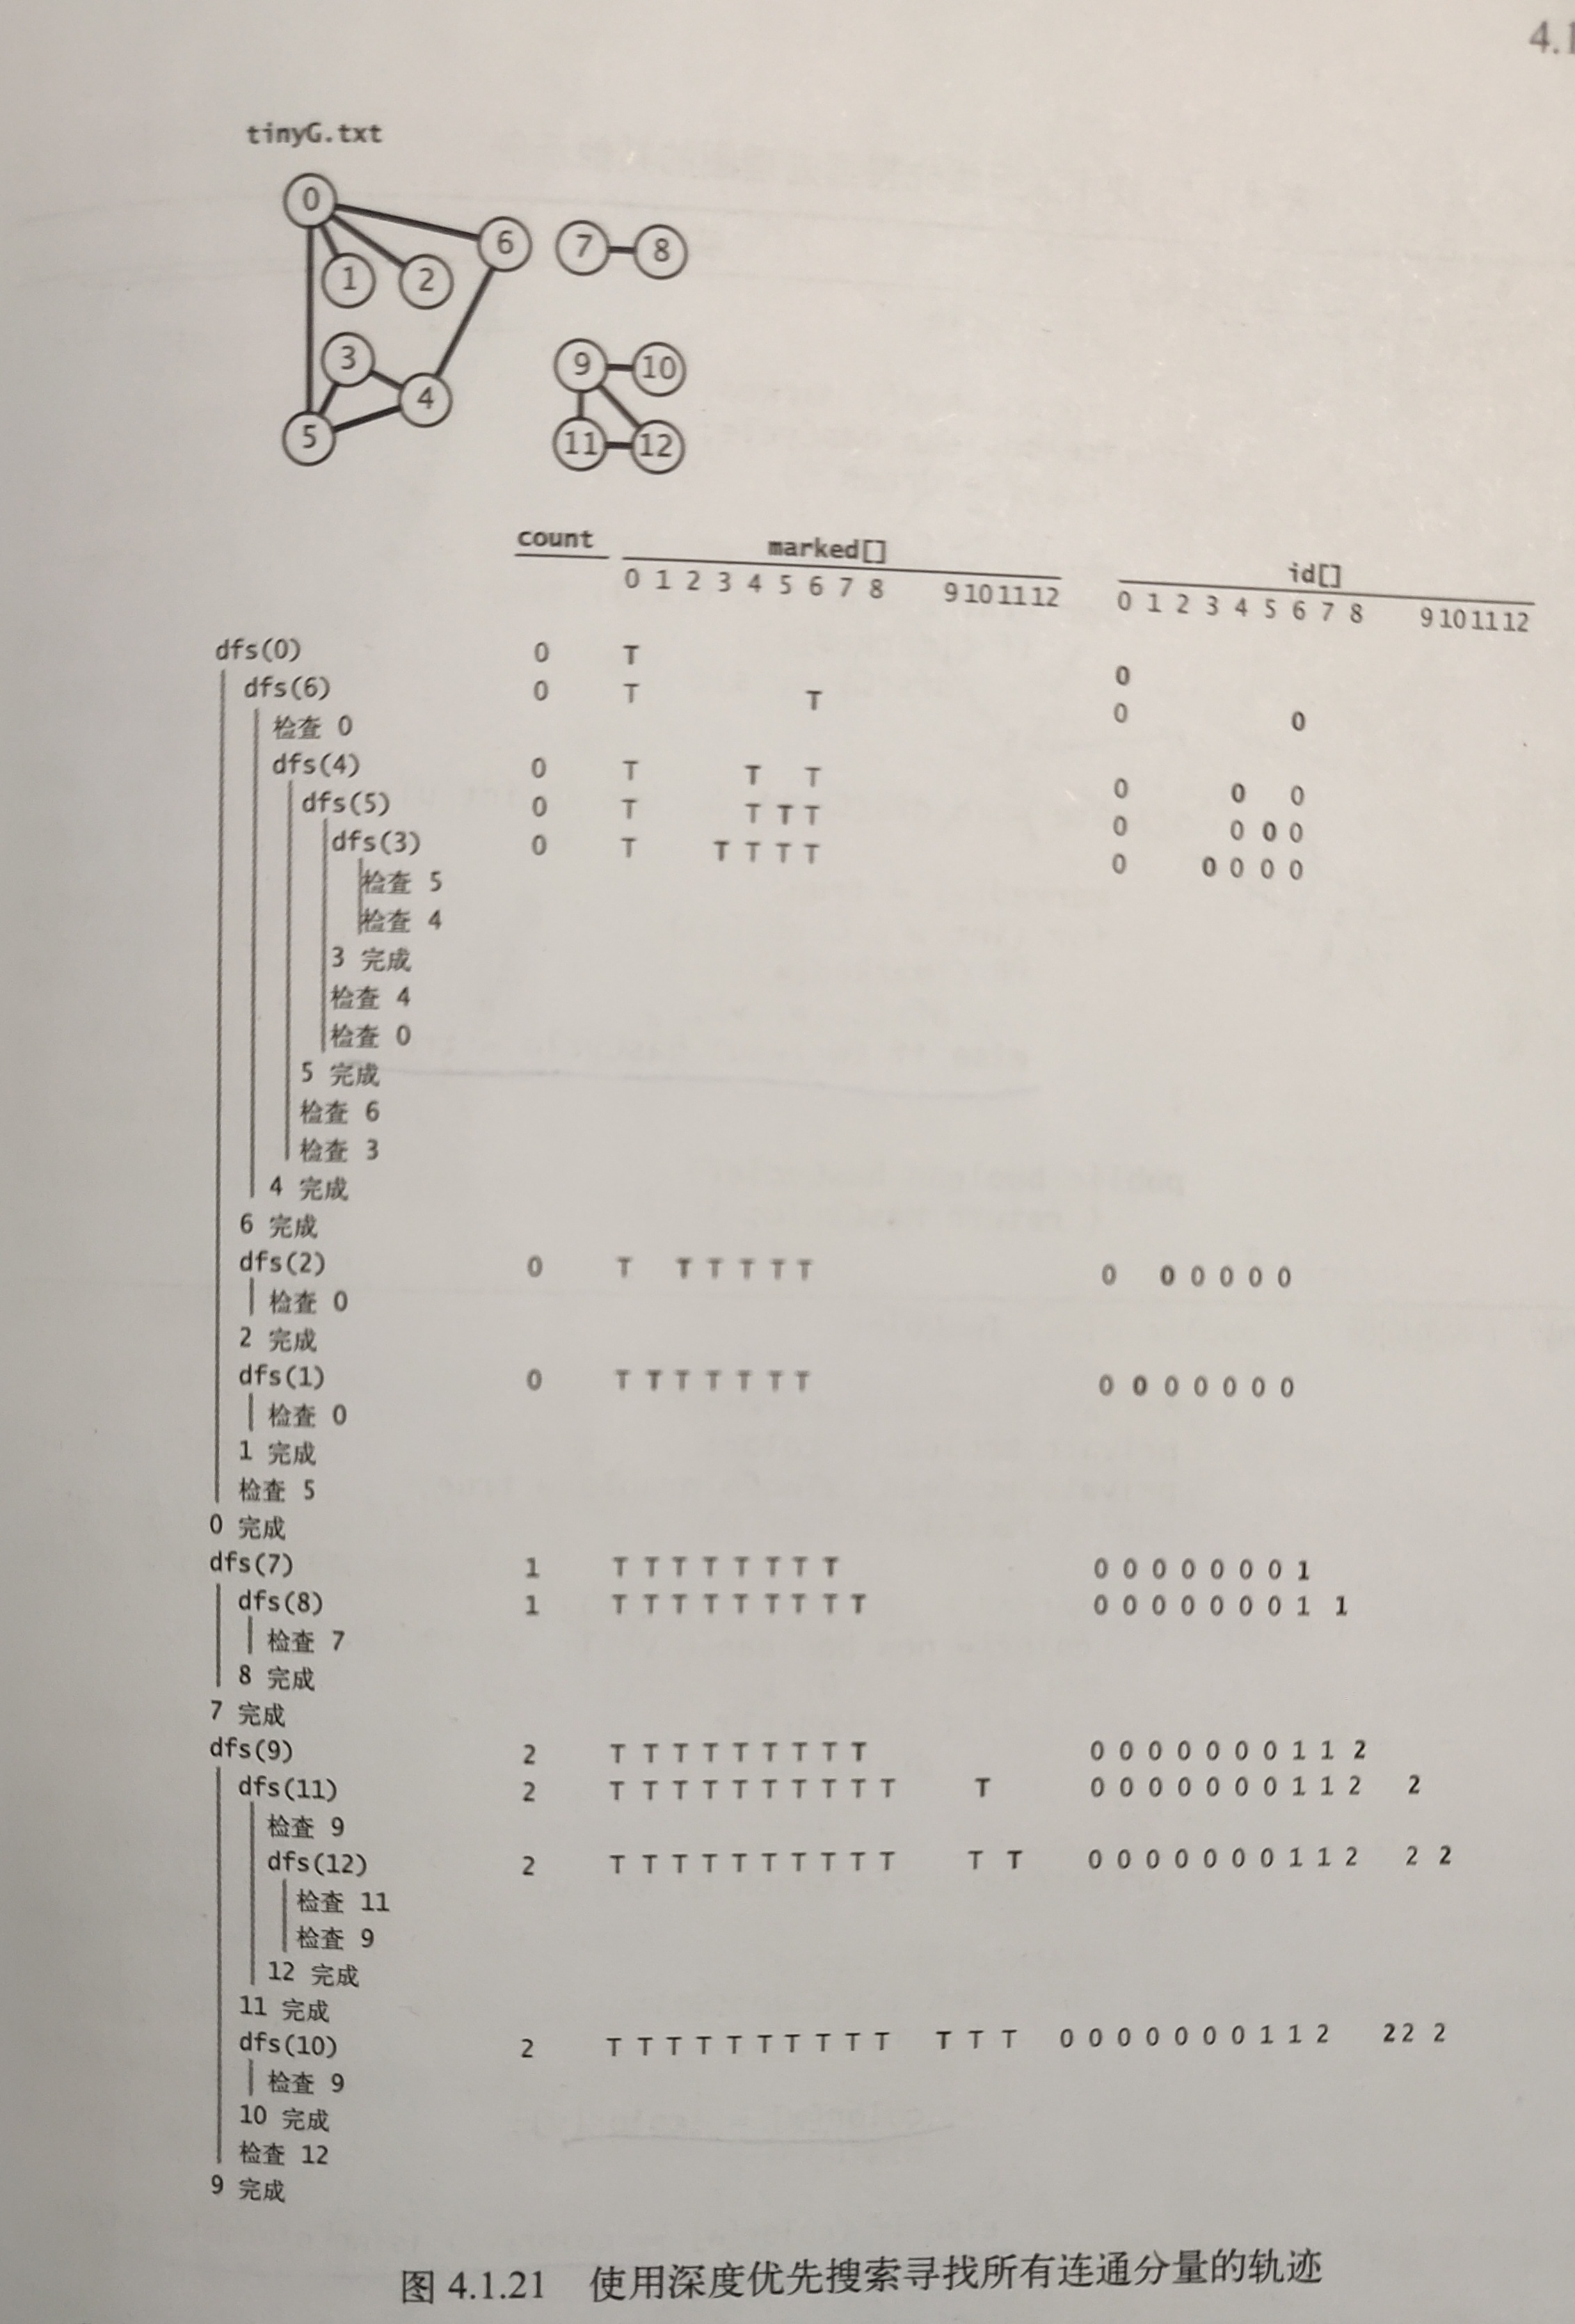 4.1
tinyG.txt
0
6
7
8
1
2
3
9
10
4
5
11
12
count marked[] id[]
0 1 2 3 4 5 6 7 8 9 10 11 12 0 1 2 3 4 5 6 7 8 9 10 11 12
dfs(0) 0 T 0
dfs(6) 0 T T 0 0
检查 0
dfs(4) 0 T T T 0 0 0
dfs(5) 0 T T T T 0 0 0 0
dfs(3) 0 T T T T T 0 0 0 0 0
检查 5
检查 4
3 完成
检查 4
检查 0
5 完成
检查 6
检查 3
4 完成
6 完成
dfs(2) 0 T T T T T T 0 0 0 0 0 0
检查 0
2 完成
dfs(1) 0 T T T T T T T 0 0 0 0 0 0 0
检查 0
1 完成
检查 5
0 完成
dfs(7) 1 T T T T T T T T 0 0 0 0 0 0 0 1
dfs(8) 1 T T T T T T T T T 0 0 0 0 0 0 0 1 1
检查 7
8 完成
7 完成
dfs(9) 2 T T T T T T T T T 0 0 0 0 0 0 0 1 1 2
dfs(11) 2 T T T T T T T T T T T 0 0 0 0 0 0 0 1 1 2 2
检查 9
dfs(12) 2 T T T T T T T T T T T T 0 0 0 0 0 0 0 1 1 2 2 2
检查 11
检查 9
12 完成
11 完成
dfs(10) 2 T T T T T T T T T T T T T 0 0 0 0 0 0 0 1 1 2 2 2 2
检查 9
10 完成
检查 12
9 完成
图 4.1.21 使用深度优先搜索寻找所有连通分量的轨迹